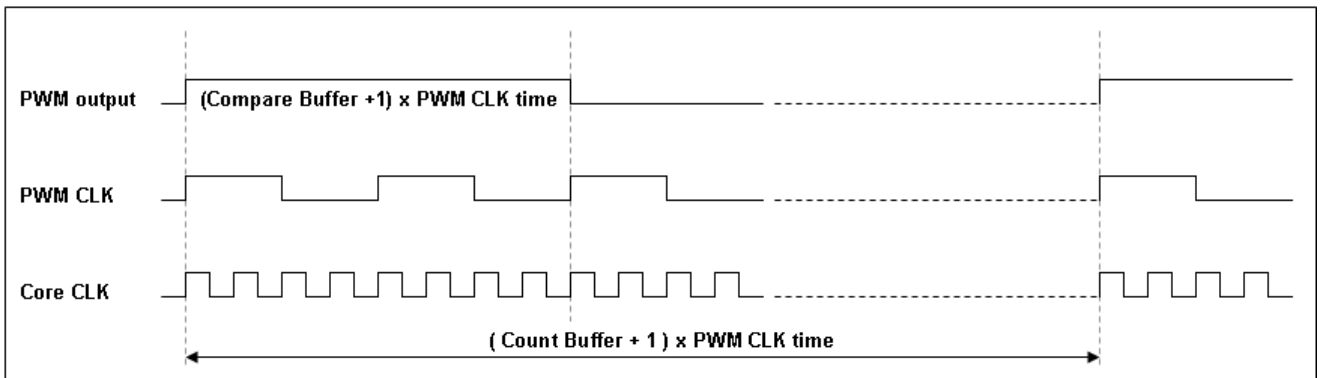 PWM output
(Compare Buffer +1) x PWM CLK time
PWM CLK
Core CLK
( Count Buffer + 1 ) x PWM CLK time